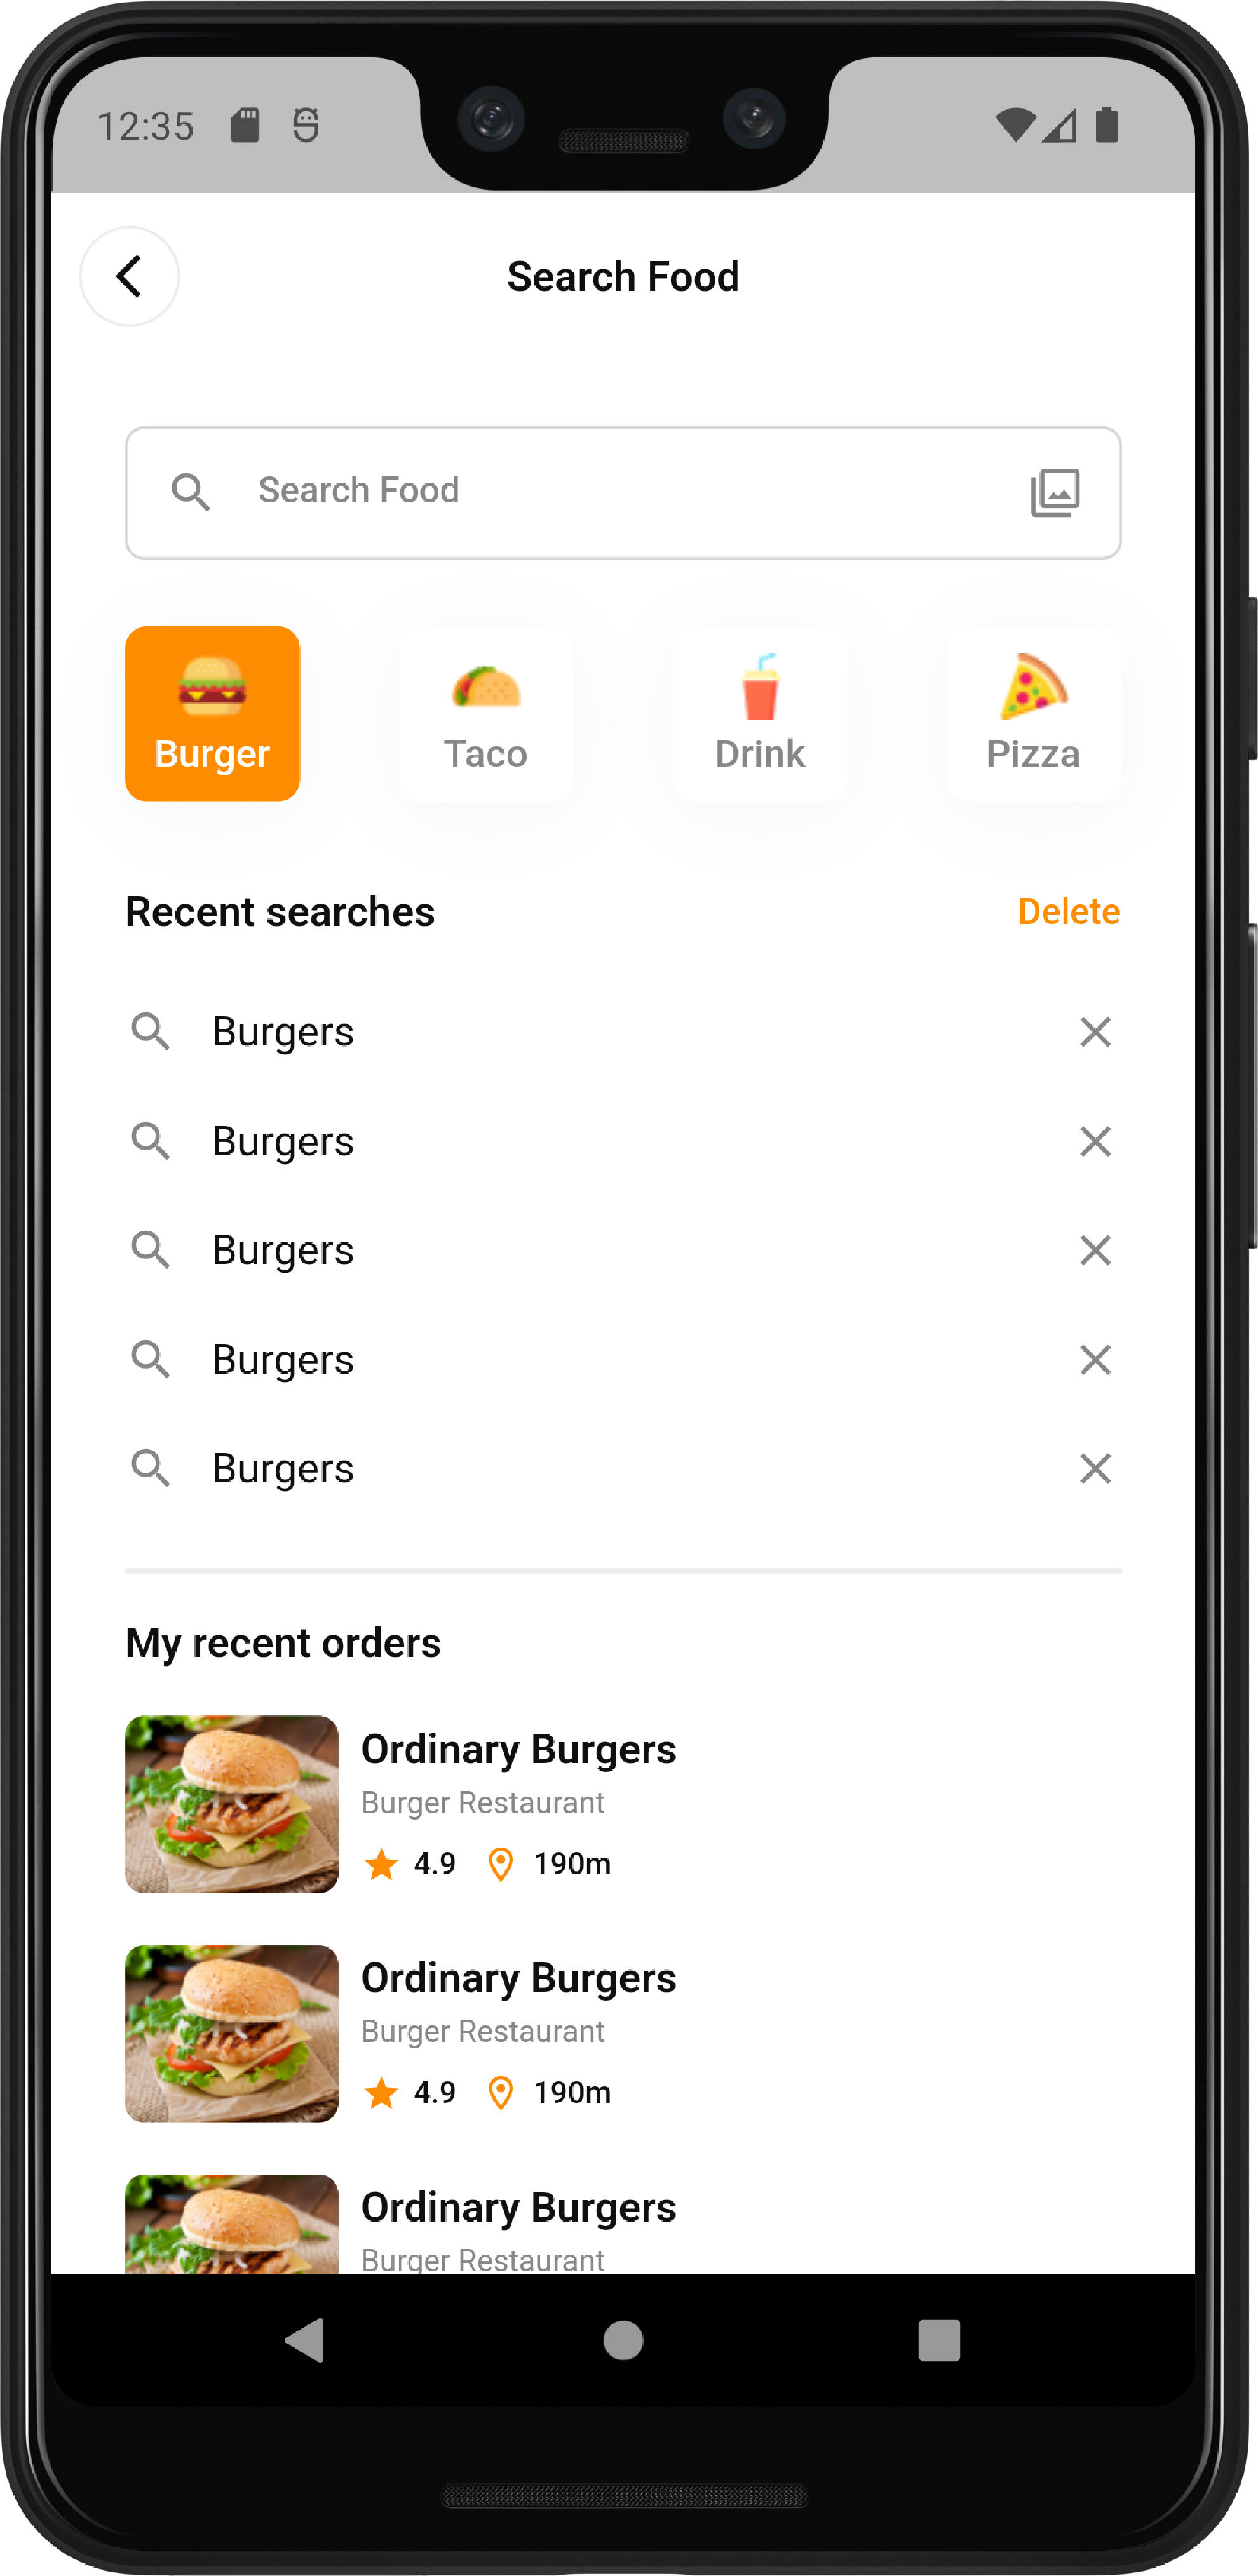 12:35
Search Food
Search Food
Burger
Taco
Drink
Pizza
Recent searches
Delete
Burgers
Burgers
Burgers
Burgers
Burgers
My recent orders
Ordinary Burgers
Burger Restaurant
4.9
190m
Ordinary Burgers
Burger Restaurant
4.9
190m
Ordinary Burgers
Burger Restaurant